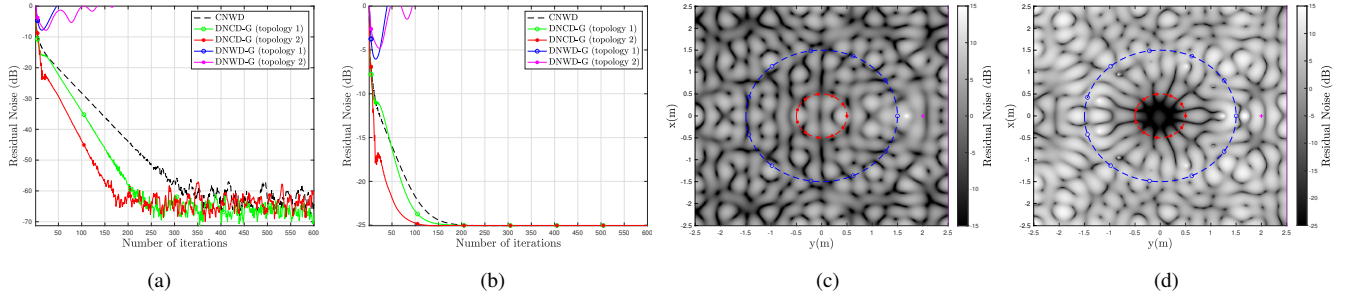 0
-10
-20
-30
-40
-50
-60
-70
Residual Noise (dB)
50 100 150 200 250 300 350 400 450 500 550 600
Number of iterations
CNWD
DNCD-G (topology 1)
DNCD-G (topology 2)
DNWD-G (topology 1)
DNWD-G (topology 2)
(a)
0
-5
-10
-15
-20
-25
Residual Noise (dB)
50 100 150 200 250 300 350 400 450 500 550 600
Number of iterations
CNWD
DNCD-G (topology 1)
DNCD-G (topology 2)
DNWD-G (topology 1)
DNWD-G (topology 2)
(b)
2.5
2
1.5
1
0.5
0
-0.5
-1
-1.5
-2
-2.5
x(m)
-2.5 -2 -1.5 -1 -0.5 0 0.5 1 1.5 2 2.5
y(m)
15
10
5
0
-5
-10
-15
Residual Noise (dB)
(c)
2.5
2
1.5
1
0.5
0
-0.5
-1
-1.5
-2
-2.5
x(m)
-2.5 -2 -1.5 -1 -0.5 0 0.5 1 1.5 2 2.5
y(m)
15
10
5
0
-5
-10
-15
-20
-25
Residual Noise (dB)
(d)